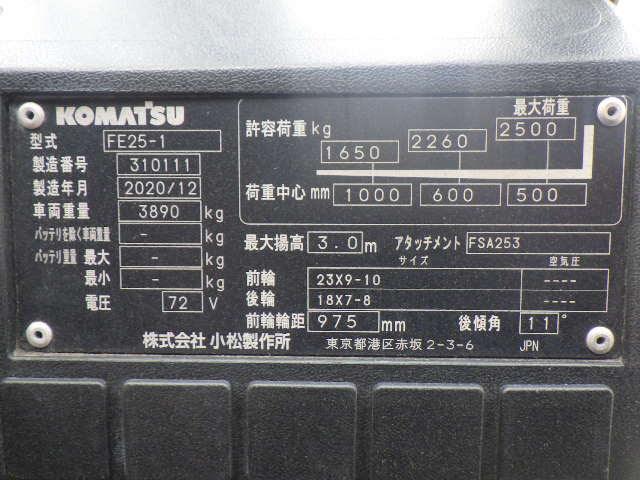 KOMATSU
型式 FE25-1
製造番号 310111
製造年月 2020/12
車両重量 3890 kg
バッテリを除く車両重量 - kg
バッテリ重量 最大 - kg
最小 - kg
電圧 72 V
最大荷重
許容荷重 kg 1650 2260 2500
荷重中心 mm 1000 600 500
最大揚高 3.0 m アタッチメント FSA253
サイズ 空気圧
前輪 23X9-10 ----
後輪 18X7-8 ----
前輪輪距 975 mm 後傾角 11°
株式会社 小松製作所 東京都港区赤坂2-3-6 JPN